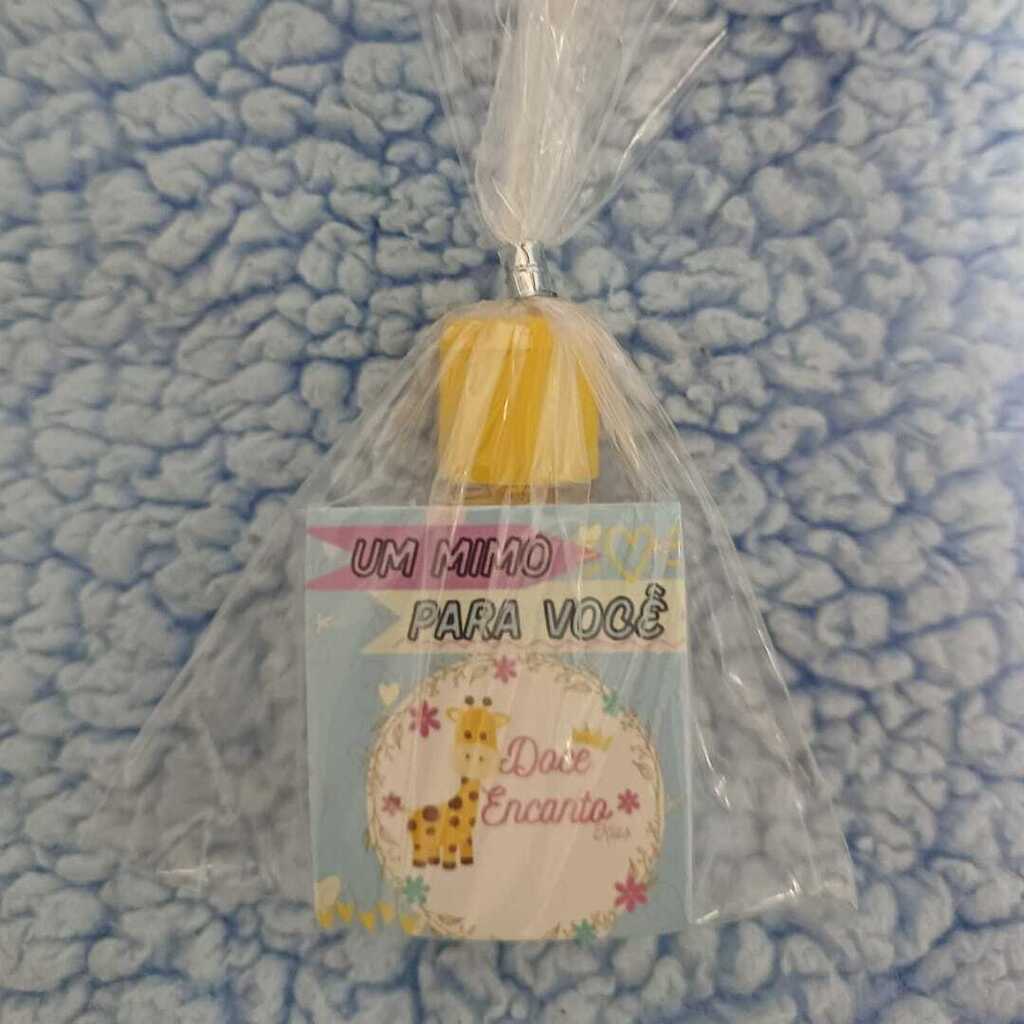 UM MIMO
PARA VOCÊ
Doce
Encanto